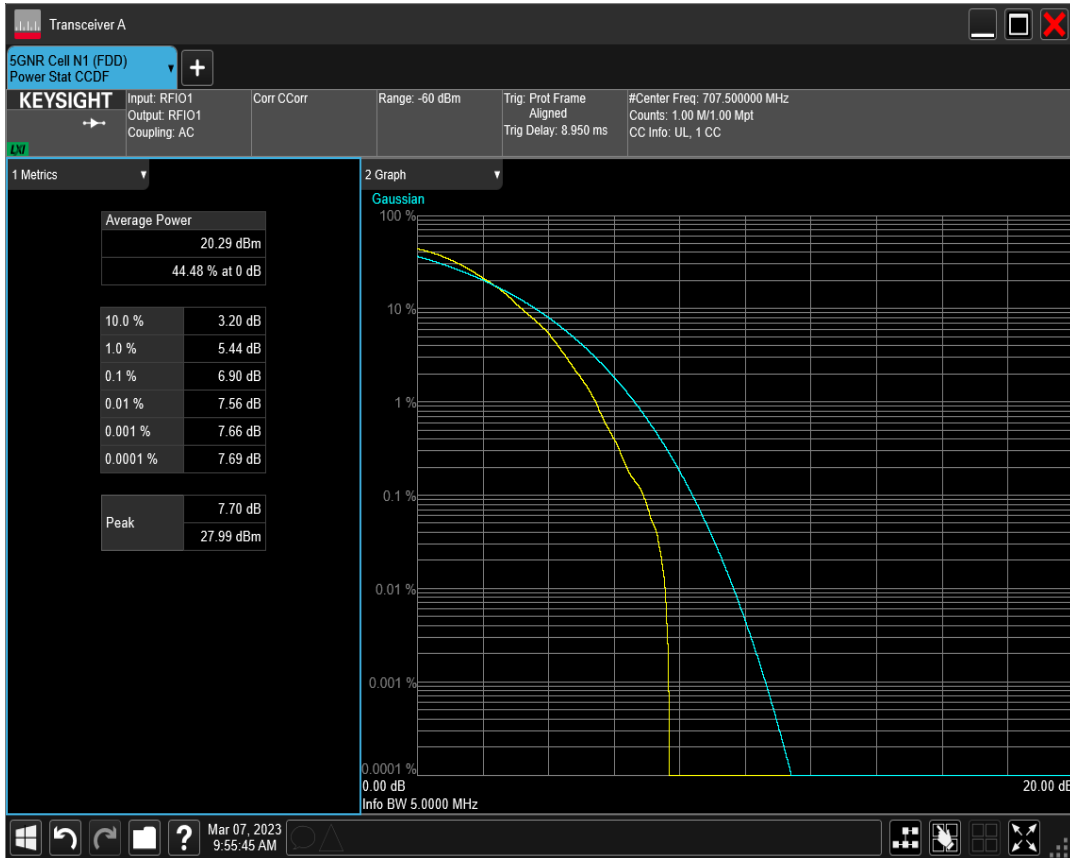 Transceiver A
5GNR Cell N1 (FDD)
Power Stat CCDF
+
KEYSIGHT
LXI
Input: RFIO1
Output: RFIO1
Coupling: AC
Corr CCorr
Range: -60 dBm
Trig: Prot Frame
Aligned
Trig Delay: 8.950 ms
#Center Freq: 707.500000 MHz
Counts: 1.00 M/1.00 Mpt
CC Info: UL, 1 CC
1 Metrics
Average Power
20.29 dBm
44.48 % at 0 dB
10.0 % 3.20 dB
1.0 % 5.44 dB
0.1 % 6.90 dB
0.01 % 7.56 dB
0.001 % 7.66 dB
0.0001 % 7.69 dB
Peak 7.70 dB
27.99 dBm
2 Graph
Gaussian
100 %
10 %
1 %
0.1 %
0.01 %
0.001 %
0.0001 %
0.00 dB 20.00 dB
Info BW 5.0000 MHz
? Mar 07, 2023
9:55:45 AM